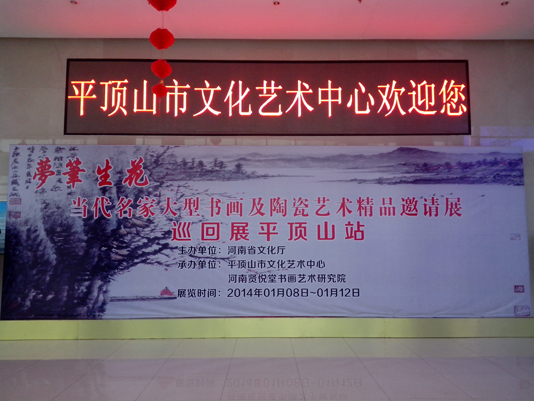 平顶山市文化艺术中心欢迎您
夢筆生花
当代名家大型书画及陶瓷艺术精品邀请展
巡回展平顶山站
主办单位：河南省文化厅
承办单位：平顶山市文化艺术中心
河南贤悦堂书画艺术研究院
展览时间：2014年01月08日~01月12日